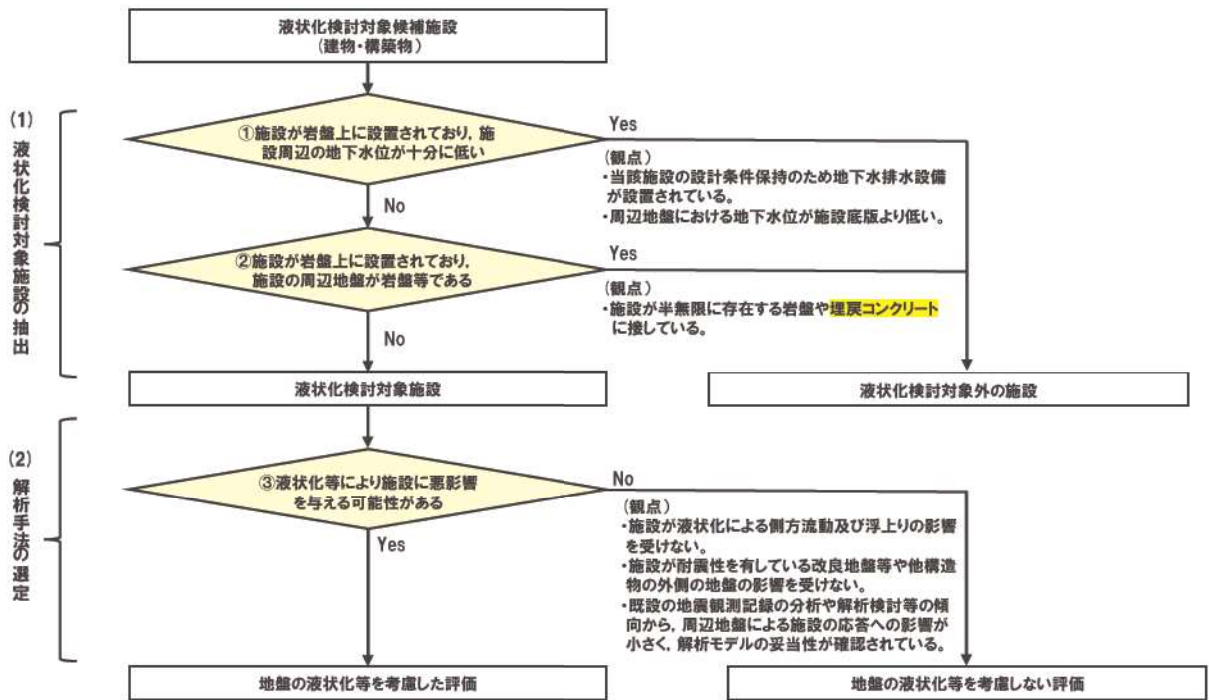 液状化検討対象候補施設
(建物・構築物)
(1)
液状化検討対象施設の抽出
①施設が岩盤上に設置されており，施
設周辺の地下水位が十分に低い
Yes
(観点)
・当該施設の設計条件保持のため地下水排水設備
が設置されている。
・周辺地盤における地下水位が施設底版より低い。
No
②施設が岩盤上に設置されており，
施設の周辺地盤が岩盤等である
Yes
(観点)
・施設が半無限に存在する岩盤や埋戻コンクリート
に接している。
No
液状化検討対象施設
液状化検討対象外の施設
(2)
解析手法の選定
③液状化等により施設に悪影響
を与える可能性がある
No
(観点)
・施設が液状化による側方流動及び浮上りの影響
を受けない。
・施設が耐震性を有している改良地盤等や他構造
物の外側の地盤の影響を受けない。
・既設の地震観測記録の分析や解析検討等の傾
向から，周辺地盤による施設の応答への影響が
小さく，解析モデルの妥当性が確認されている。
Yes
地盤の液状化等を考慮した評価
地盤の液状化等を考慮しない評価